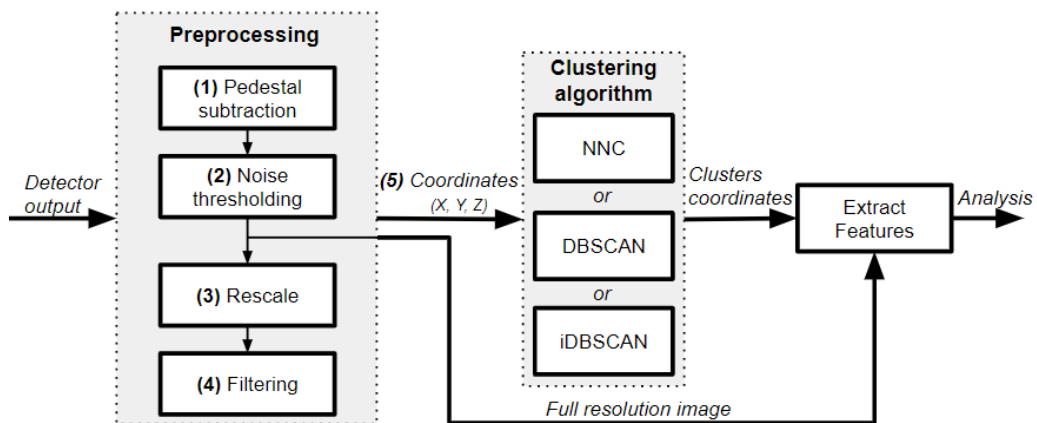 Preprocessing
(1) Pedestal
subtraction
(2) Noise
thresholding
(3) Rescale
(4) Filtering
Detector
output
(5) Coordinates
(X, Y, Z)
Clustering
algorithm
NNC
or
DBSCAN
or
iDBSCAN
Clusters
coordinates
Extract
Features
Analysis
Full resolution image